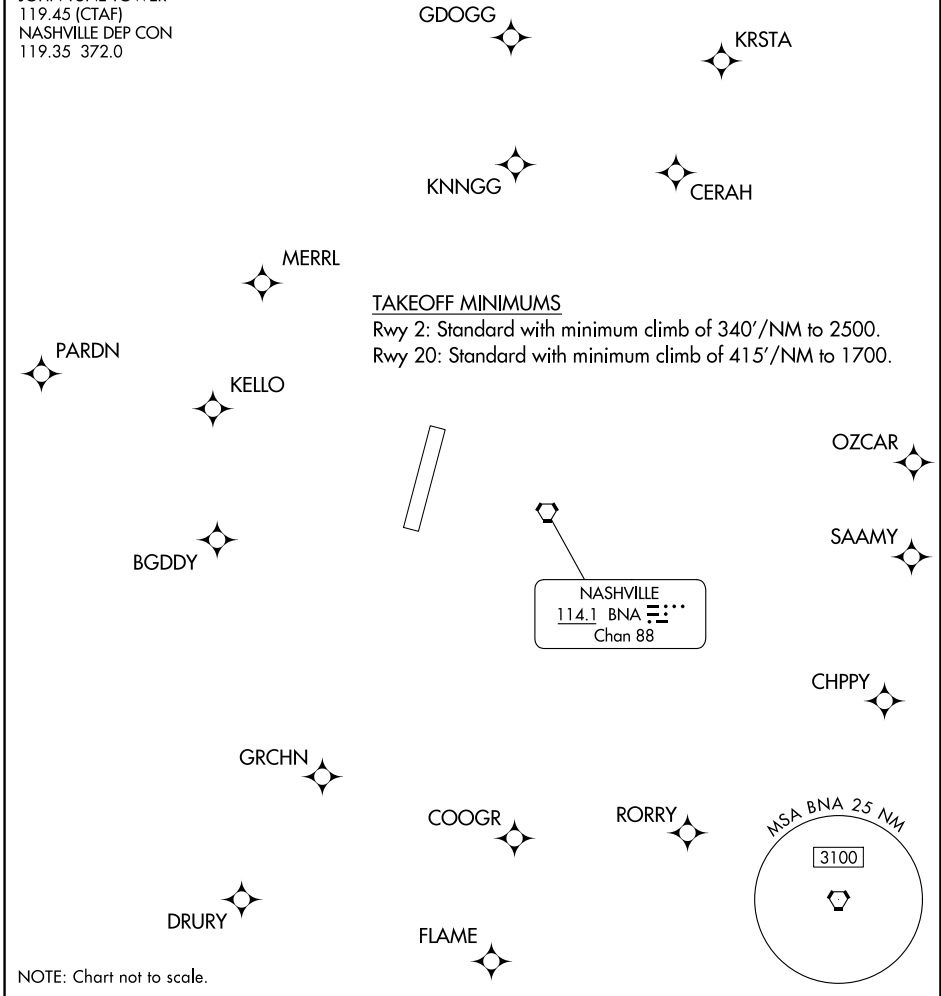 119.45 (CTAF)
NASHVILLE DEP CON
119.35 372.0
GDOGG
KRSTA
KNNGG
CERAH
MERRL
TAKEOFF MINIMUMS
Rwy 2: Standard with minimum climb of 340'/NM to 2500.
Rwy 20: Standard with minimum climb of 415'/NM to 1700.
PARDN
KELLO
OZCAR
SAAMY
BGDDY
NASHVILLE
114.1 BNA
Chan 88
CHPPY
GRCHN
COOGR
RORRY
MSA BNA 25 NM
3100
DRURY
FLAME
NOTE: Chart not to scale.